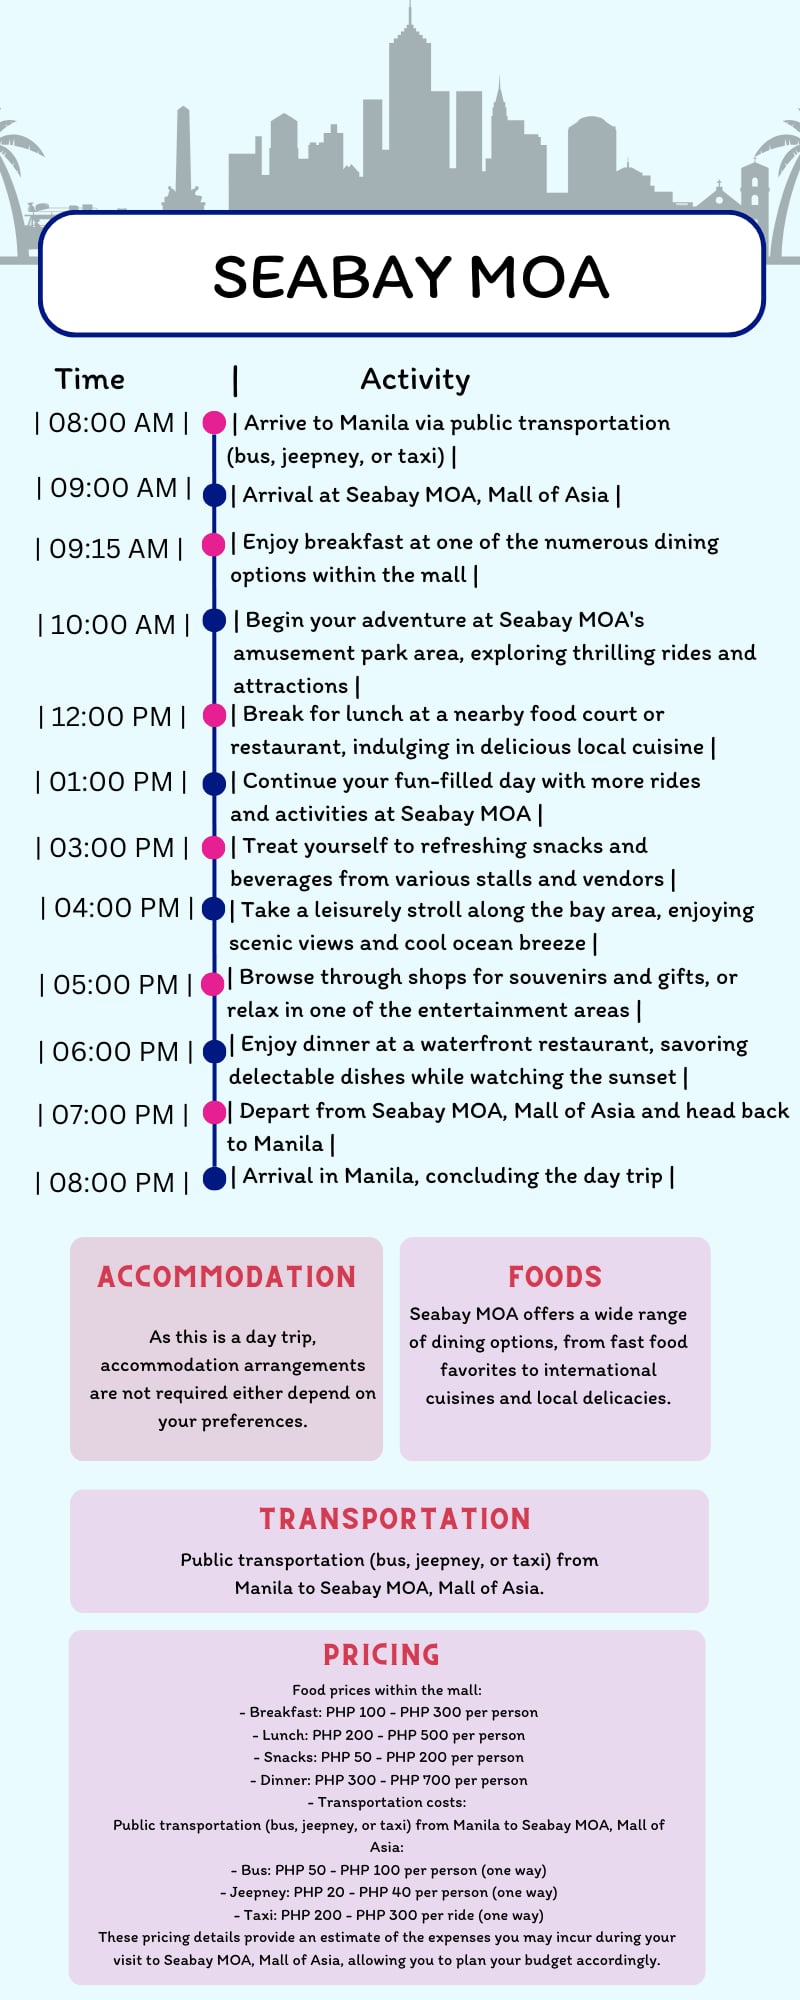 SEABAY MOA
Time | Activity
| 08:00 AM | | Arrive to Manila via public transportation
(bus, jeepney, or taxi) |
| 09:00 AM | | Arrival at Seabay MOA, Mall of Asia |
| 09:15 AM | | Enjoy breakfast at one of the numerous dining
options within the mall |
| 10:00 AM | | Begin your adventure at Seabay MOA's
amusement park area, exploring thrilling rides and
attractions |
| 12:00 PM | | Break for lunch at a nearby food court or
restaurant, indulging in delicious local cuisine |
| 01:00 PM | | Continue your fun-filled day with more rides
and activities at Seabay MOA |
| 03:00 PM | | Treat yourself to refreshing snacks and
beverages from various stalls and vendors |
| 04:00 PM | | Take a leisurely stroll along the bay area, enjoying
scenic views and cool ocean breeze |
| 05:00 PM | | Browse through shops for souvenirs and gifts, or
relax in one of the entertainment areas |
| 06:00 PM | | Enjoy dinner at a waterfront restaurant, savoring
delectable dishes while watching the sunset |
| 07:00 PM | | Depart from Seabay MOA, Mall of Asia and head back
to Manila |
| 08:00 PM | | Arrival in Manila, concluding the day trip |
ACCOMMODATION
As this is a day trip,
accommodation arrangements
are not required either depend on
your preferences.
FOODS
Seabay MOA offers a wide range
of dining options, from fast food
favorites to international
cuisines and local delicacies.
TRANSPORTATION
Public transportation (bus, jeepney, or taxi) from
Manila to Seabay MOA, Mall of Asia.
PRICING
Food prices within the mall:
- Breakfast: PHP 100 - PHP 300 per person
- Lunch: PHP 200 - PHP 500 per person
- Snacks: PHP 50 - PHP 200 per person
- Dinner: PHP 300 - PHP 700 per person
- Transportation costs:
Public transportation (bus, jeepney, or taxi) from Manila to Seabay MOA, Mall of
Asia:
- Bus: PHP 50 - PHP 100 per person (one way)
- Jeepney: PHP 20 - PHP 40 per person (one way)
- Taxi: PHP 200 - PHP 300 per ride (one way)
These pricing details provide an estimate of the expenses you may incur during your
visit to Seabay MOA, Mall of Asia, allowing you to plan your budget accordingly.